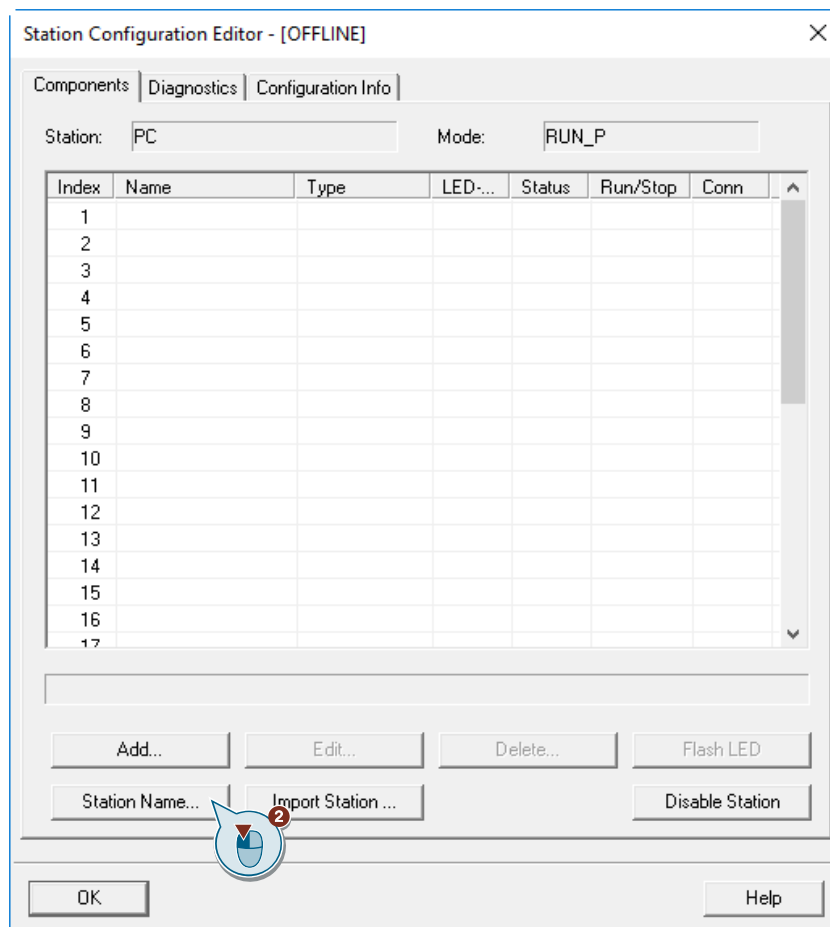 Station Configuration Editor - [OFFLINE]
Components Diagnostics Configuration Info
Station: PC Mode: RUN_P
Index Name Type LED-... Status Run/Stop Conn
1
2
3
4
5
6
7
8
9
10
11
12
13
14
15
16
17
Add... Edit... Delete... Flash LED
Station Name... Import Station ... Disable Station
2
OK Help